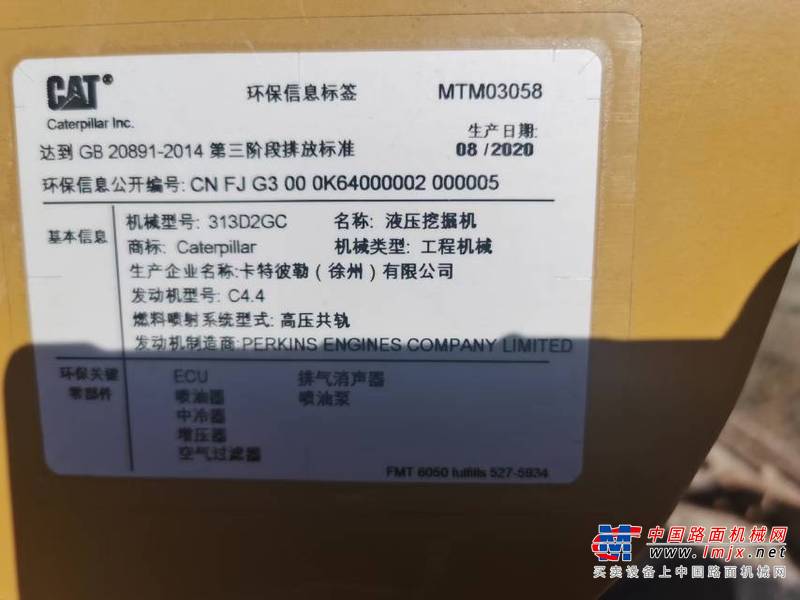 CAT®
环保信息标签
MTM03058
Caterpillar Inc.
生产日期:
达到 GB 20891-2014 第三阶段排放标准
08 /2020
环保信息公开编号: CN FJ G3 00 0K64000002 000005
基本信息
机械型号: 313D2GC 名称: 液压挖掘机
商标: Caterpillar 机械类型: 工程机械
生产企业名称:卡特彼勒（徐州）有限公司
发动机型号: C4.4
燃料喷射系统型式: 高压共轨
发动机制造商:PERKINS ENGINES COMPANY LIMITED
环保关键
零部件
ECU 排气消声器
喷油器 喷油泵
中冷器
增压器
空气过滤器
FMT 6050 fulfills 527-5934
中国路面机械网
www.lmjx.net
买卖设备上中国路面机械网